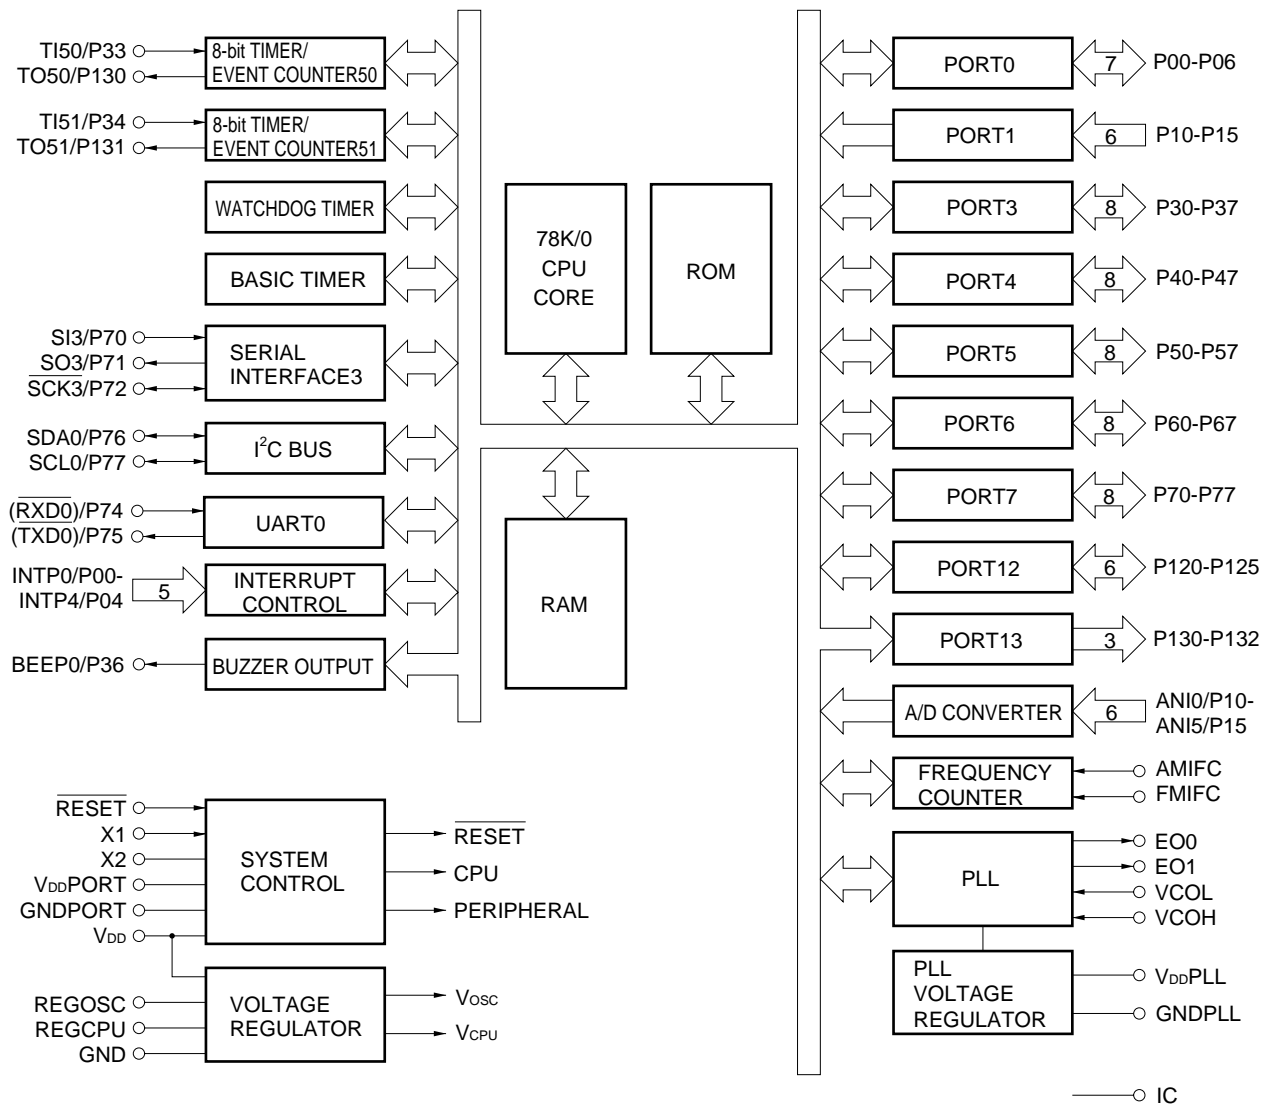 TI50/P33
TO50/P130
8-bit TIMER/
EVENT COUNTER50
TI51/P34
TO51/P131
8-bit TIMER/
EVENT COUNTER51
WATCHDOG TIMER
BASIC TIMER
SI3/P70
SO3/P71
SCK3/P72
SERIAL
INTERFACE3
SDA0/P76
SCL0/P77
I²C BUS
(RXD0)/P74
(TXD0)/P75
UART0
INTP0/P00-
INTP4/P04
5
INTERRUPT
CONTROL
BEEP0/P36
BUZZER OUTPUT
78K/0
CPU
CORE
ROM
RAM
PORT0
7
P00-P06
PORT1
6
P10-P15
PORT3
8
P30-P37
PORT4
8
P40-P47
PORT5
8
P50-P57
PORT6
8
P60-P67
PORT7
8
P70-P77
PORT12
6
P120-P125
PORT13
3
P130-P132
A/D CONVERTER
6
ANI0/P10-
ANI5/P15
FREQUENCY
COUNTER
AMIFC
FMIFC
PLL
EO0
EO1
VCOL
VCOH
PLL
VOLTAGE
REGULATOR
VDDPLL
GNDPLL
IC
RESET
X1
X2
VDDPORT
GNDPORT
VDD
SYSTEM
CONTROL
RESET
CPU
PERIPHERAL
REGOSC
REGCPU
GND
VOLTAGE
REGULATOR
VOSC
VCPU